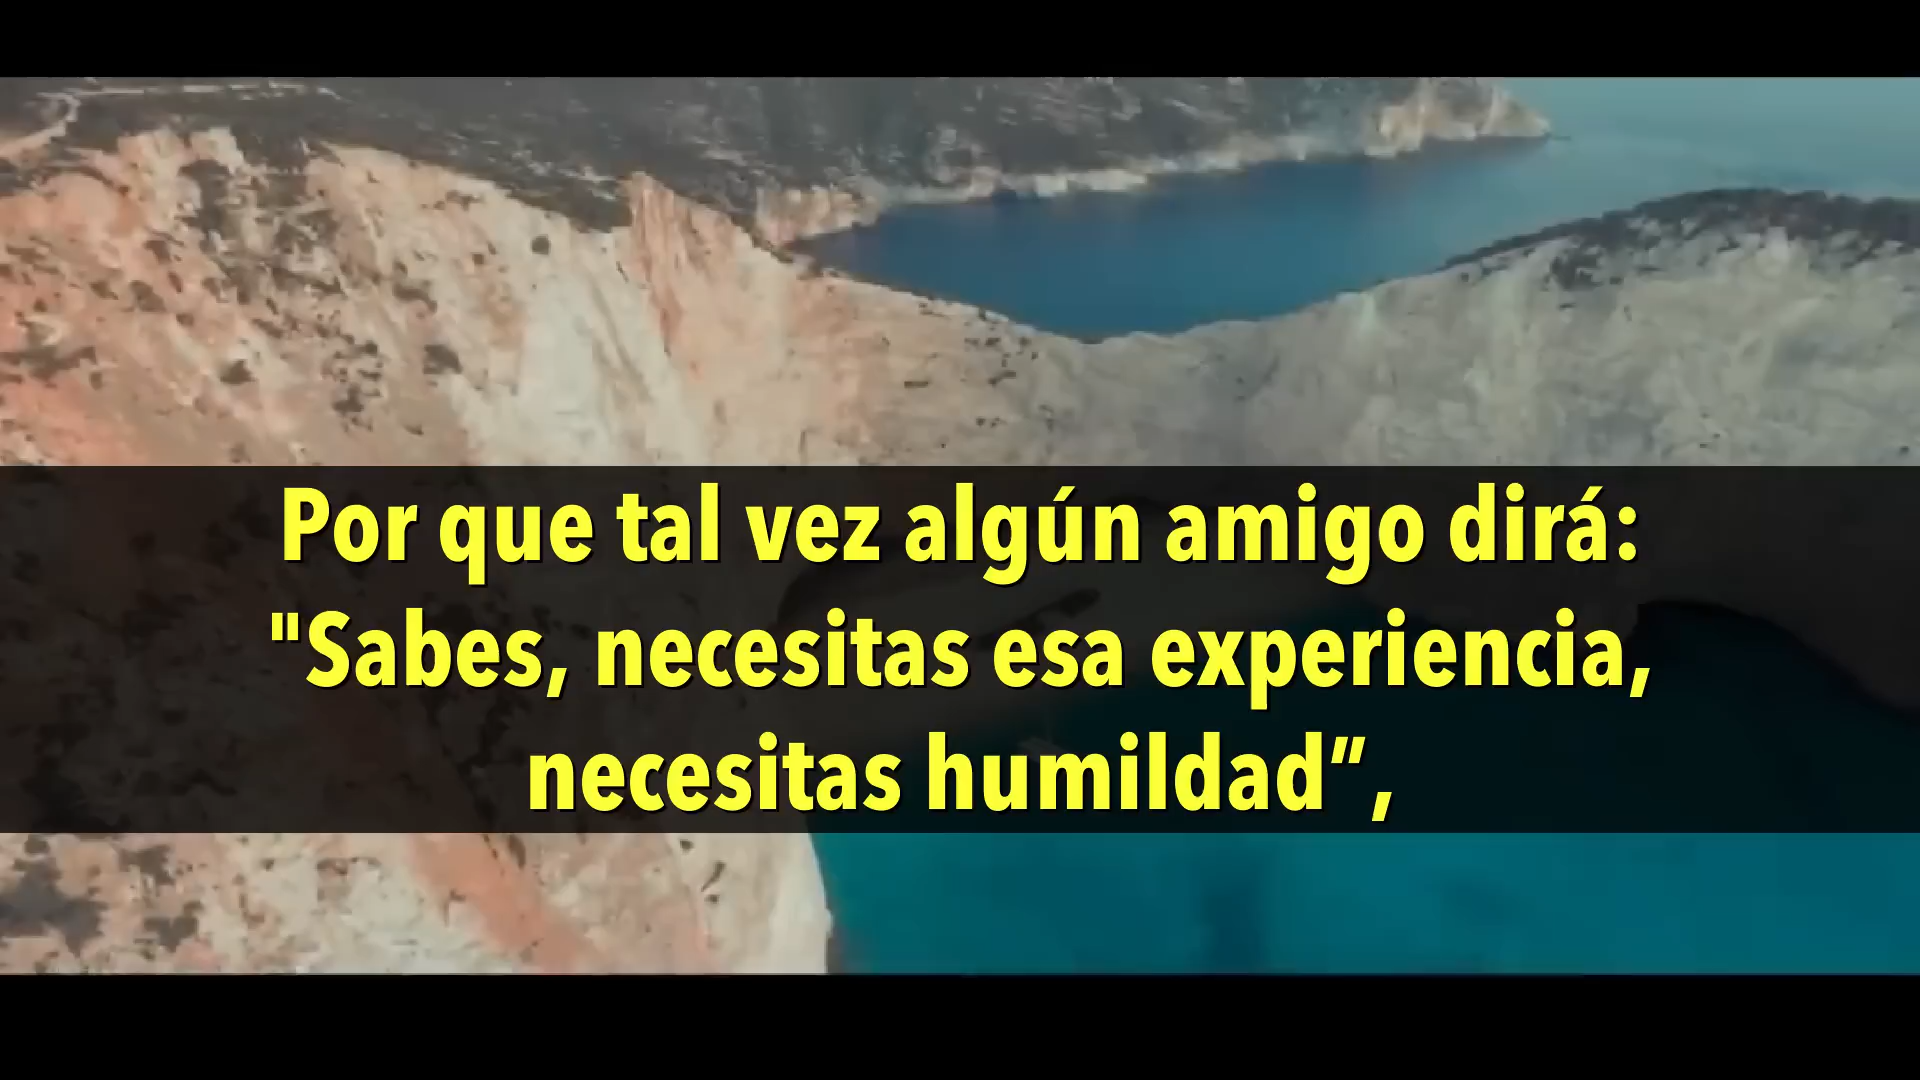 Por que tal vez algún amigo dirá:
"Sabes, necesitas esa experiencia,
necesitas humildad”,